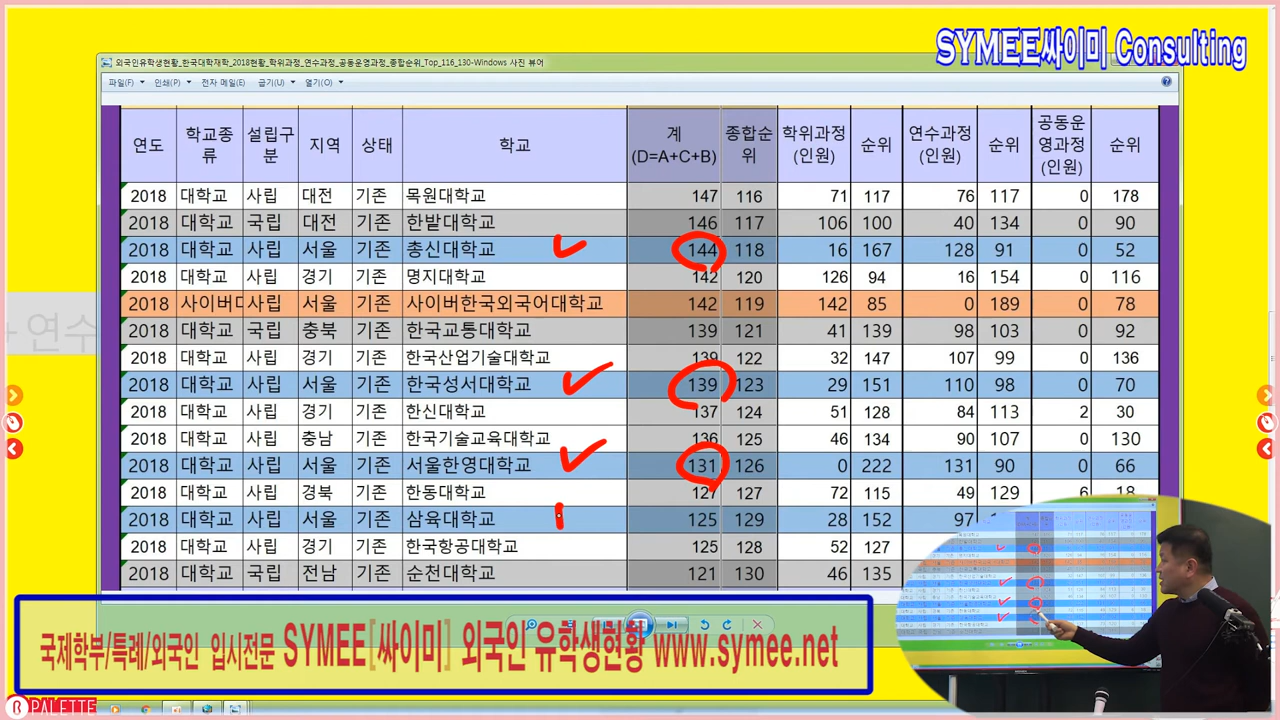 SYMEE싸이미 Consulting
외국인유학생현황_한국대학재학_2018현황_학위과정_연수과정_공동운영과정_종합순위_Top_116_130-Windows 사진 뷰어
파일(F) 인쇄(P) 전자 메일(E) 굽기(U) 열기(O)
연도 학교종류 설립구분 지역 상태 학교 계 (D=A+C+B) 종합순위 학위과정 (인원) 순위 연수과정 (인원) 순위 공동운영과정 (인원) 순위
2018 대학교 사립 대전 기존 목원대학교 147 116 71 117 76 117 0 178
2018 대학교 국립 대전 기존 한밭대학교 146 117 106 100 40 134 0 90
2018 대학교 사립 서울 기존 총신대학교 144 118 16 167 128 91 0 52
2018 대학교 사립 경기 기존 명지대학교 142 120 126 94 16 154 0 116
2018 사이버대 사립 서울 기존 사이버한국외국어대학교 142 119 142 85 0 189 0 78
2018 대학교 국립 충북 기존 한국교통대학교 139 121 41 139 98 103 0 92
2018 대학교 사립 경기 기존 한국산업기술대학교 139 122 32 147 107 99 0 136
2018 대학교 사립 서울 기존 한국성서대학교 139 123 29 151 110 98 0 70
2018 대학교 사립 경기 기존 한신대학교 137 124 51 128 84 113 2 30
2018 대학교 사립 충남 기존 한국기술교육대학교 136 125 46 134 90 107 0 130
2018 대학교 사립 서울 기존 서울한영대학교 131 126 0 222 131 90 0 66
2018 대학교 사립 경북 기존 한동대학교 127 127 72 115 49 129 6 18
2018 대학교 사립 서울 기존 삼육대학교 125 129 28 152 97
2018 대학교 사립 경기 기존 한국항공대학교 125 128 52 127
2018 대학교 국립 전남 기존 순천대학교 121 130 46 135
연수
국제학부/특례/외국인 입시전문 SYMEE[싸이미] 외국인 유학생현황 www.symee.net
PALETTE